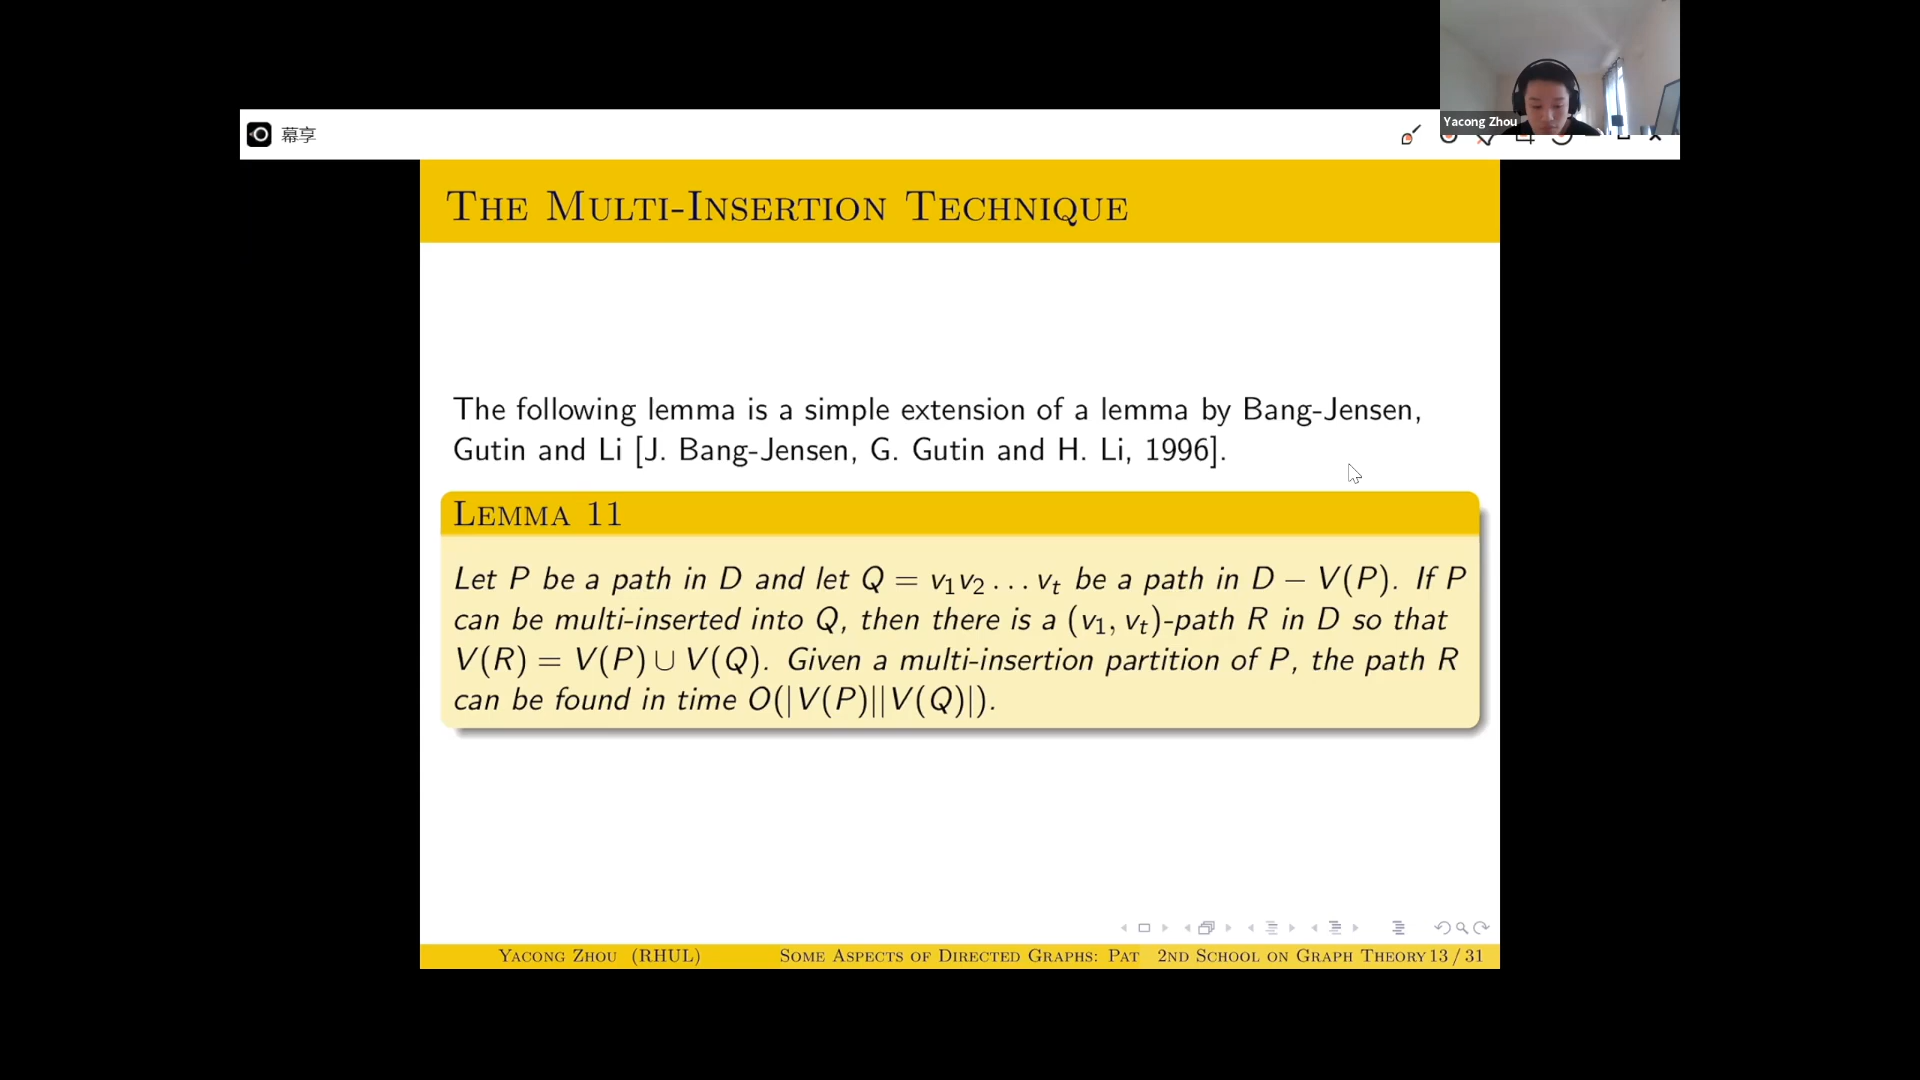 幕享
Yacong Zhou
The Multi-Insertion Technique
The following lemma is a simple extension of a lemma by Bang-Jensen,
Gutin and Li [J. Bang-Jensen, G. Gutin and H. Li, 1996].
Lemma 11
Let P be a path in D and let Q = v₁v₂ … vₜ be a path in D − V(P). If P
can be multi-inserted into Q, then there is a (v₁, vₜ)-path R in D so that
V(R) = V(P) ∪ V(Q). Given a multi-insertion partition of P, the path R
can be found in time O(|V(P)||V(Q)|).
Yacong Zhou (RHUL) Some Aspects of Directed Graphs: Pat 2nd School on Graph Theory 13 / 31